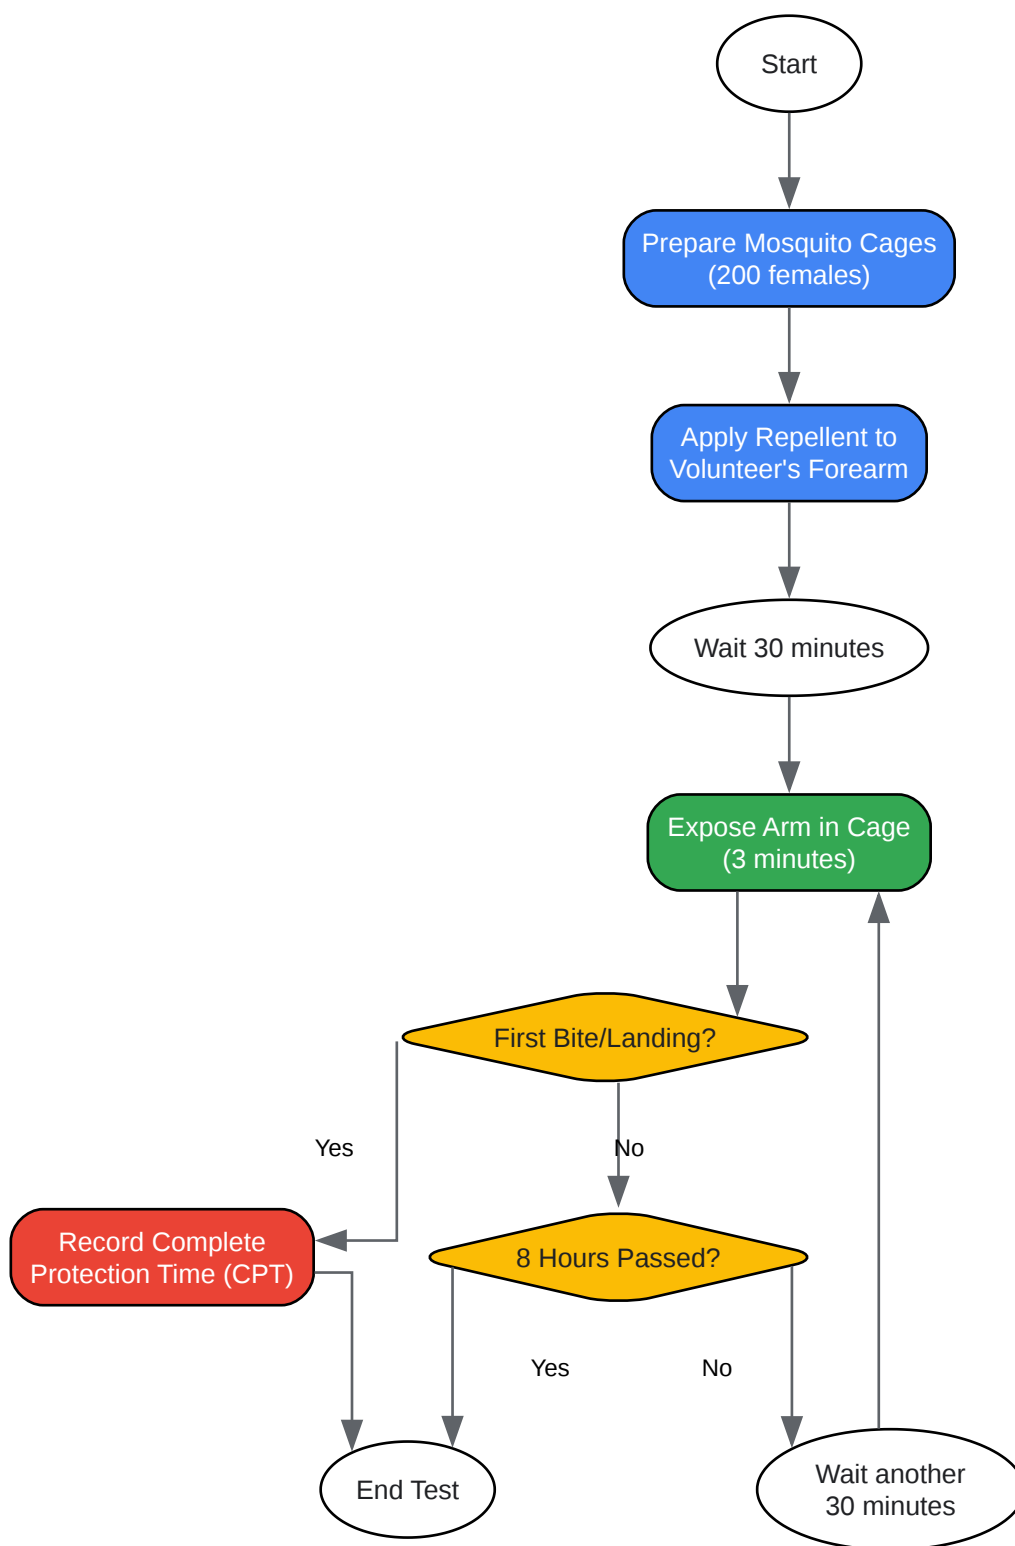 Start
Prepare Mosquito Cages
(200 females)
Apply Repellent to
Volunteer's Forearm
Wait 30 minutes
Expose Arm in Cage
(3 minutes)
First Bite/Landing?
Yes
No
Record Complete
Protection Time (CPT)
8 Hours Passed?
Yes
No
End Test
Wait another
30 minutes